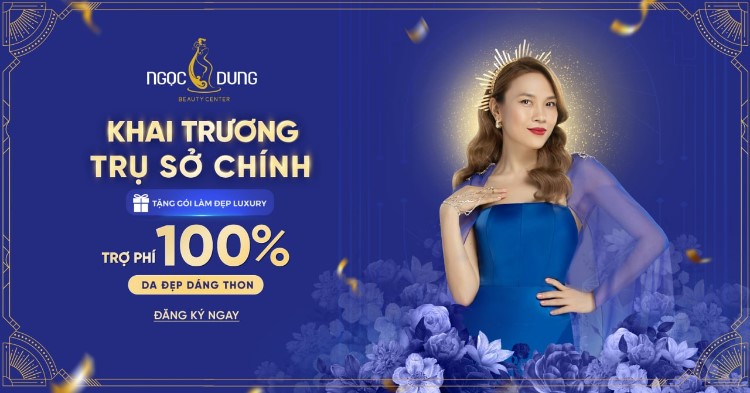 NGỌC DUNG
BEAUTY CENTER
KHAI TRƯƠNG
TRỤ SỞ CHÍNH
TẶNG GÓI LÀM ĐẸP LUXURY
TRỢ PHÍ 100%
DA ĐẸP DÁNG THON
ĐĂNG KÝ NGAY